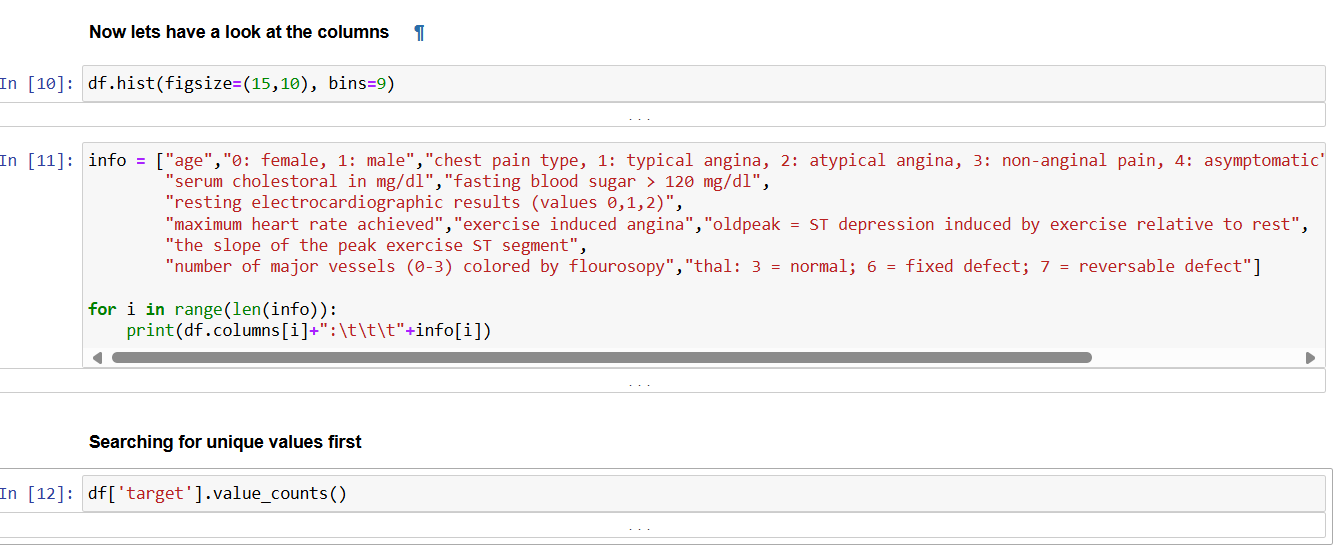 Now lets have a look at the columns ¶
In [10]: df.hist(figsize=(15,10), bins=9)
...
In [11]: info = ["age","0: female, 1: male","chest pain type, 1: typical angina, 2: atypical angina, 3: non-anginal pain, 4: asymptomatic"
"serum cholestoral in mg/dl","fasting blood sugar > 120 mg/dl",
"resting electrocardiographic results (values 0,1,2)",
"maximum heart rate achieved","exercise induced angina","oldpeak = ST depression induced by exercise relative to rest",
"the slope of the peak exercise ST segment",
"number of major vessels (0-3) colored by flourosopy","thal: 3 = normal; 6 = fixed defect; 7 = reversable defect"]
for i in range(len(info)):
print(df.columns[i]+":\t\t\t"+info[i])
...
Searching for unique values first
In [12]: df['target'].value_counts()
...